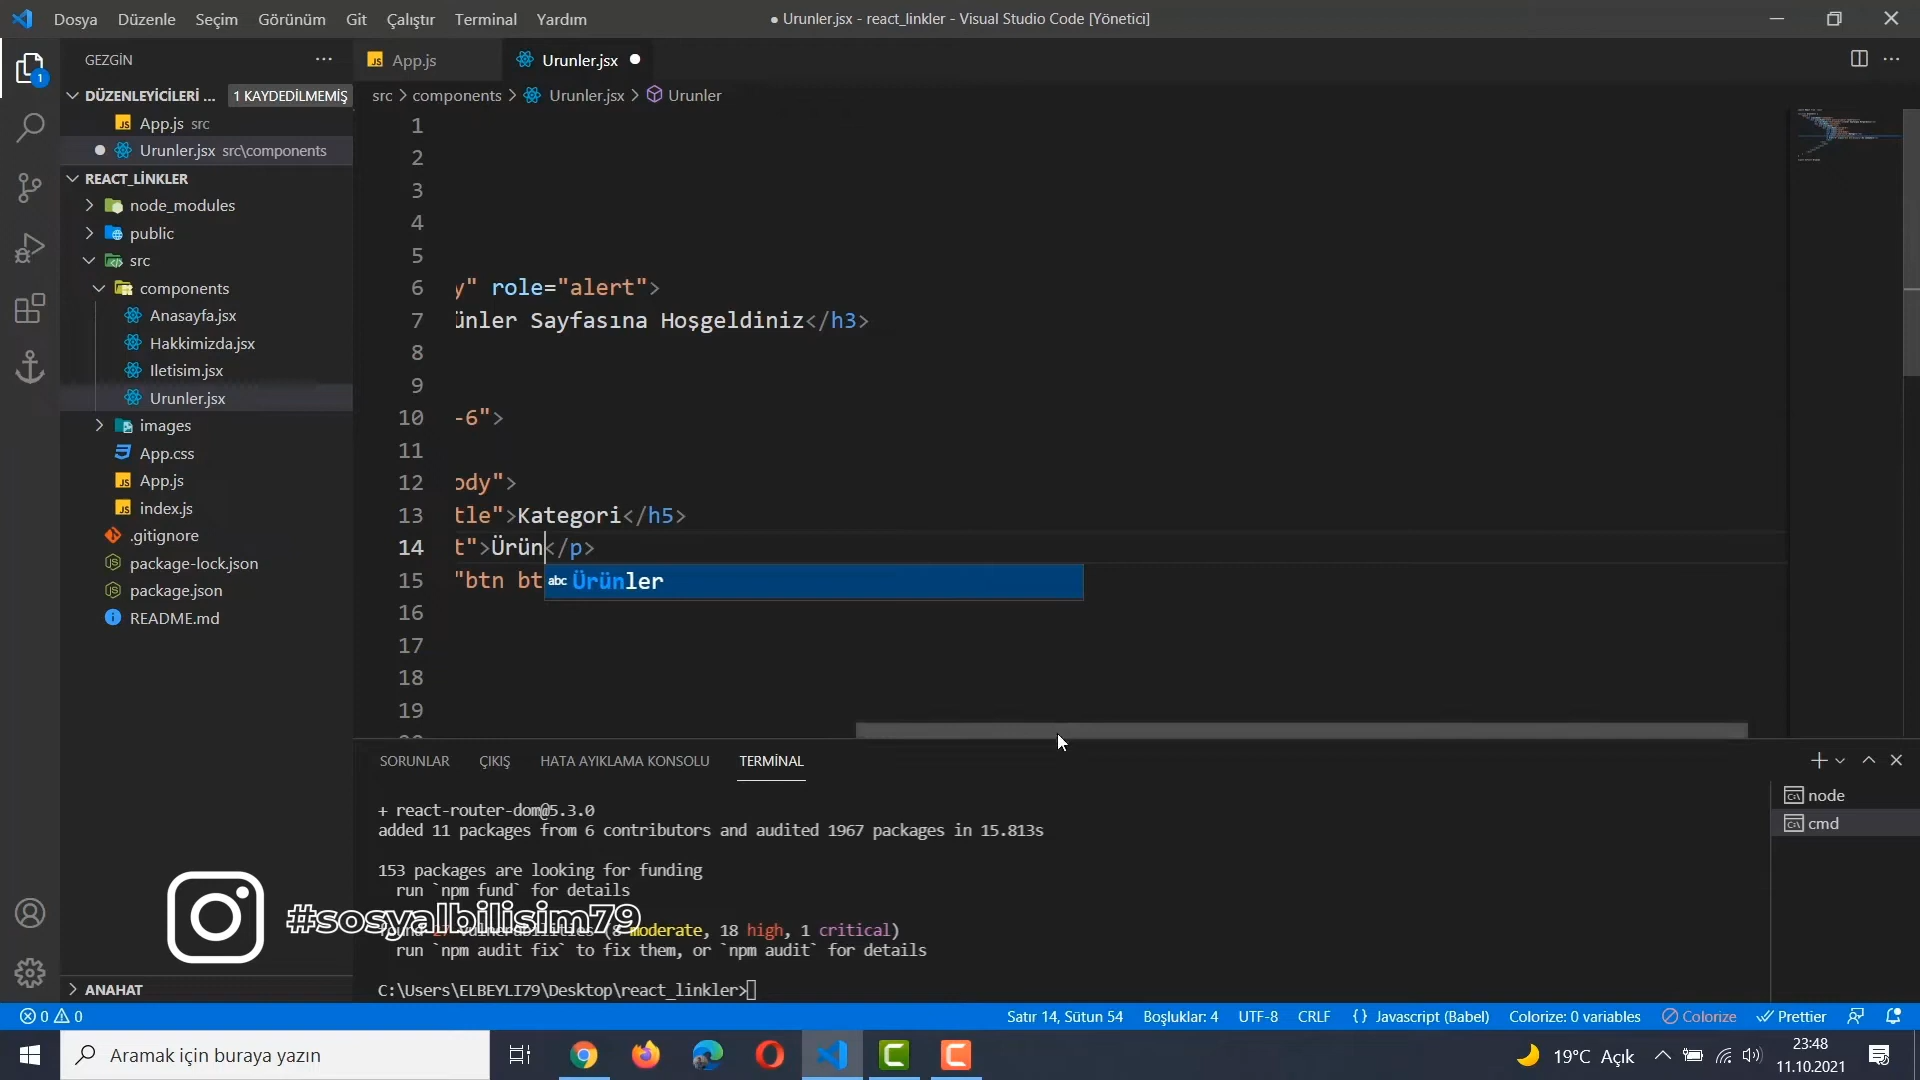 Dosya Düzenle Seçim Görünüm Git Çalıştır Terminal Yardım
● Urunler.jsx - react_linkler - Visual Studio Code [Yönetici]
1
GEZGİN
DÜZENLEYİCİLERİ ... 1 KAYDEDİLMEMİŞ
App.js src
Urunler.jsx src\components
REACT_LİNKLER
node_modules
public
src
components
Anasayfa.jsx
Hakkimizda.jsx
Iletisim.jsx
Urunler.jsx
images
App.css
App.js
index.js
.gitignore
package-lock.json
package.json
README.md
ANAHAT
App.js Urunler.jsx
src > components > Urunler.jsx > Urunler
1
2
3
4
5
6 y" role="alert">
7 ünler Sayfasına Hoşgeldiniz</h3>
8
9
10 -6">
11
12 ody">
13 tle">Kategori</h5>
14 t">Ürün</p>
15 "btn bt
abc Ürünler
16
17
18
19
SORUNLAR ÇIKIŞ HATA AYIKLAMA KONSOLU TERMİNAL
+ react-router-dom@5.3.0
added 11 packages from 6 contributors and audited 1967 packages in 15.813s
153 packages are looking for funding
run `npm fund` for details
found 27 vulnerabilities (8 moderate, 18 high, 1 critical)
run `npm audit fix` to fix them, or `npm audit` for details
C:\Users\ELBEYLI79\Desktop\react_linkler>
node
cmd
#sosyalbilisim79
0 0
Satır 14, Sütun 54 Boşluklar: 4 UTF-8 CRLF {} Javascript (Babel) Colorize: 0 variables Colorize Prettier
Aramak için buraya yazın
19°C Açık
23:48
11.10.2021